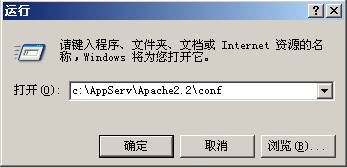 运行
请键入程序、文件夹、文档或 Internet 资源的名
称，Windows 将为您打开它。
打开(O): c:\AppServ\Apache2.2\conf
确定 取消 浏览(B)...